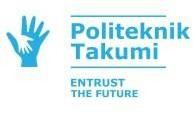 Politeknik
Takumi
ENTRUST
THE FUTURE